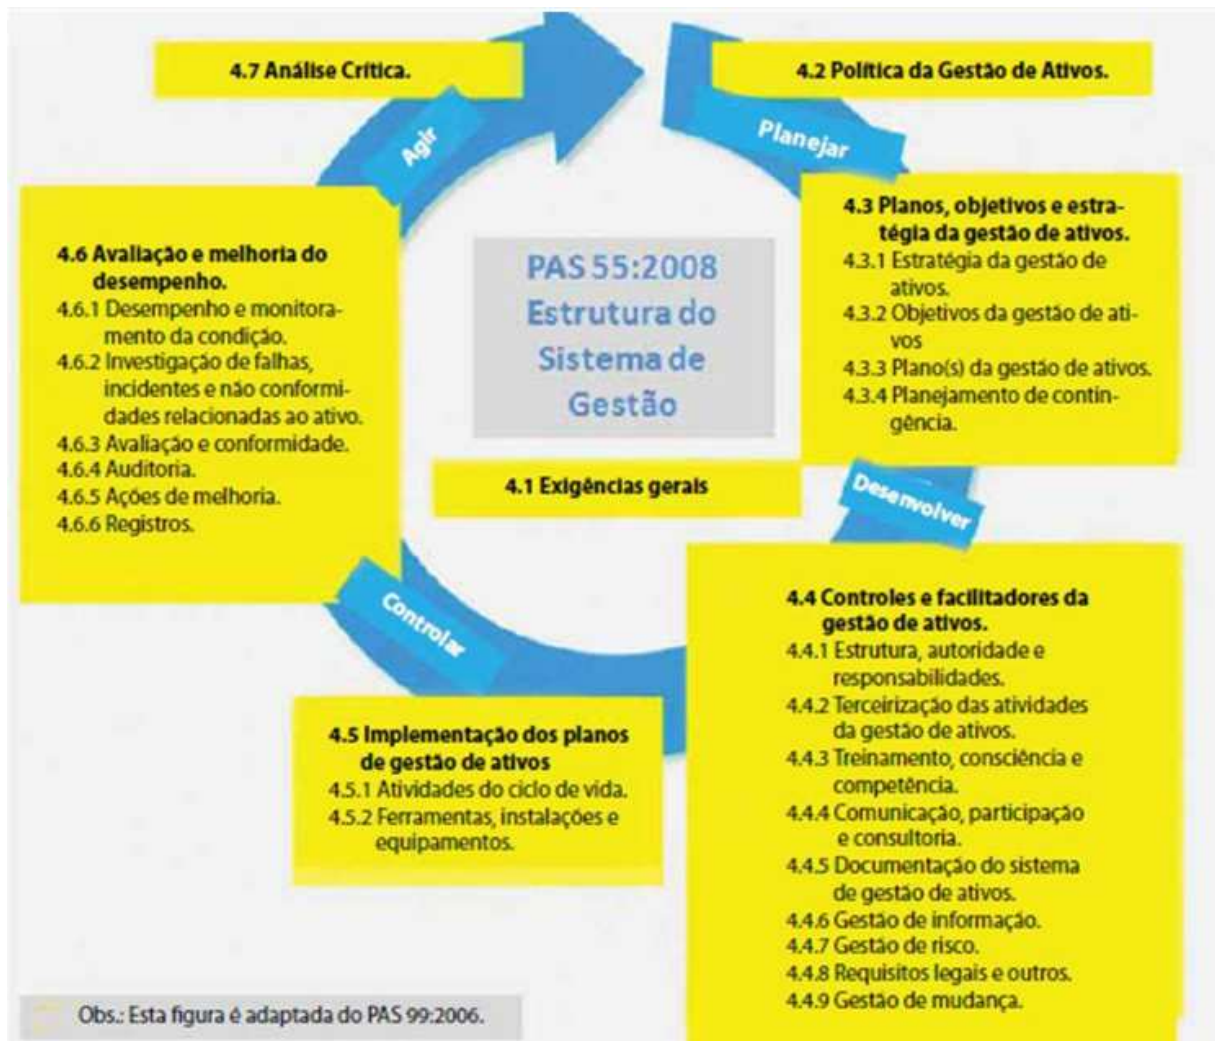 4.7 Análise Crítica.
4.2 Política da Gestão de Ativos.
Agir
Planejar
4.3 Planos, objetivos e estra-
tégia da gestão de ativos.
4.3.1 Estratégia da gestão de
ativos.
4.3.2 Objetivos da gestão de ati-
vos
4.3.3 Plano(s) da gestão de ativos.
4.3.4 Planejamento de contin-
gência.
4.6 Avaliação e melhoria do
desempenho.
4.6.1 Desempenho e monitora-
mento da condição.
4.6.2 Investigação de falhas,
incidentes e não conformi-
dades relacionadas ao ativo.
4.6.3 Avaliação e conformidade.
4.6.4 Auditoria.
4.6.5 Ações de melhoria.
4.6.6 Registros.
PAS 55:2008
Estrutura do
Sistema de
Gestão
4.1 Exigências gerais
Desenvolver
Controlar
4.4 Controles e facilitadores da
gestão de ativos.
4.4.1 Estrutura, autoridade e
responsabilidades.
4.4.2 Terceirização das atividades
da gestão de ativos.
4.4.3 Treinamento, consciência e
competência.
4.4.4 Comunicação, participação
e consultoria.
4.4.5 Documentação do sistema
de gestão de ativos.
4.4.6 Gestão de informação.
4.4.7 Gestão de risco.
4.4.8 Requisitos legais e outros.
4.4.9 Gestão de mudança.
4.5 Implementação dos planos
de gestão de ativos
4.5.1 Atividades do ciclo de vida.
4.5.2 Ferramentas, instalações e
equipamentos.
Obs.: Esta figura é adaptada do PAS 99:2006.